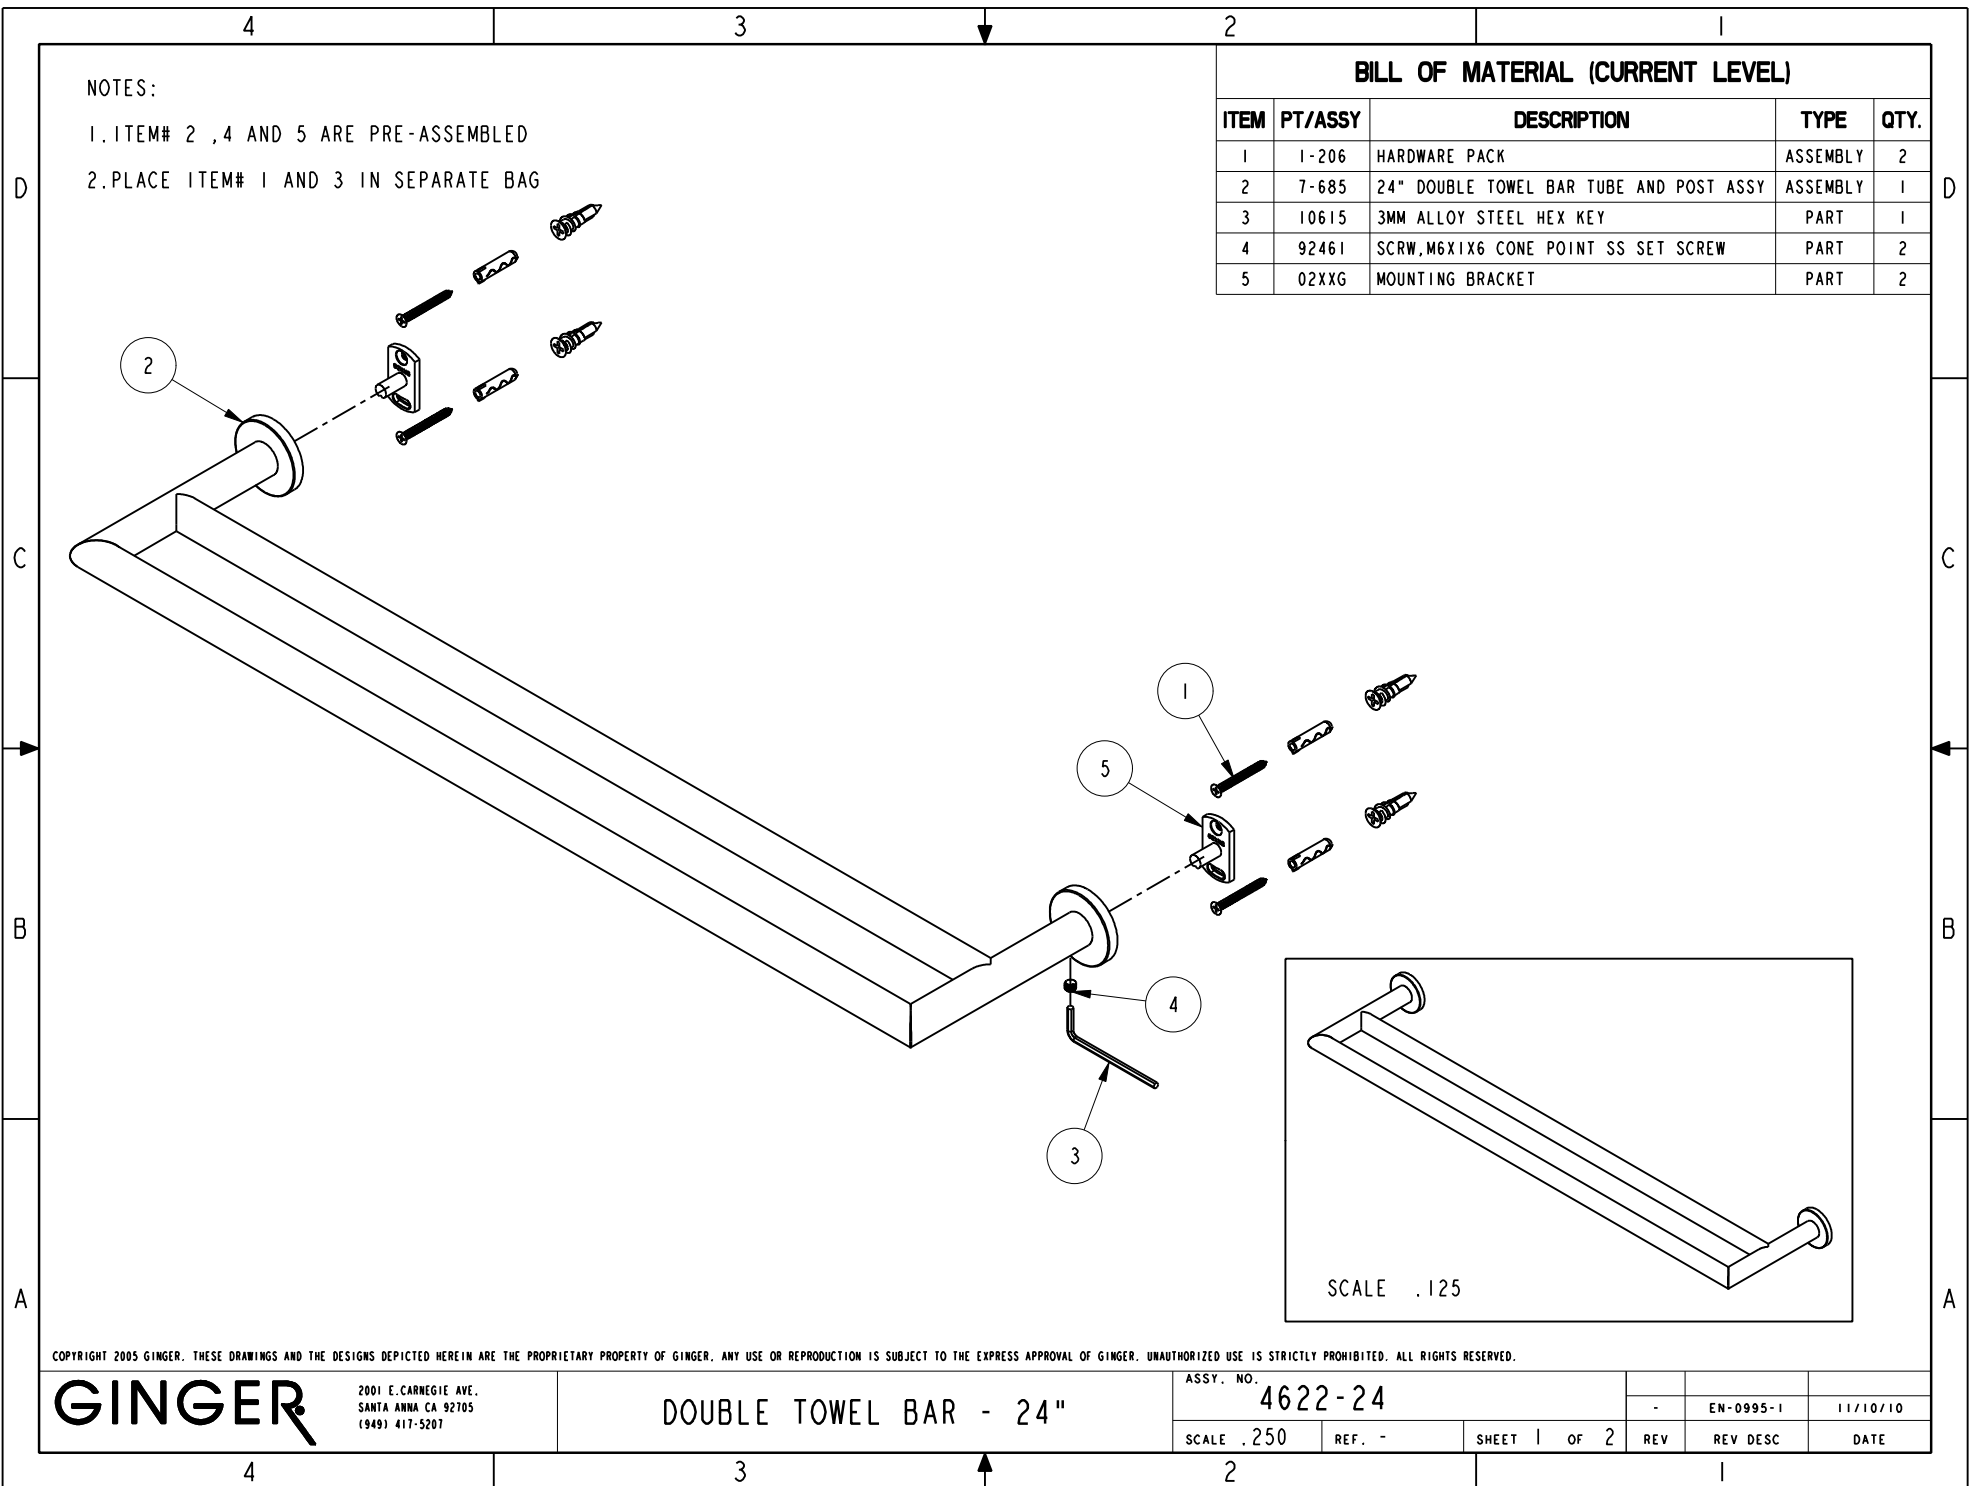 4 3 2 1
NOTES:
1.ITEM# 2 ,4 AND 5 ARE PRE-ASSEMBLED
2.PLACE ITEM# 1 AND 3 IN SEPARATE BAG
BILL OF MATERIAL (CURRENT LEVEL)
ITEM PT/ASSY DESCRIPTION TYPE QTY.
1 1-206 HARDWARE PACK ASSEMBLY 2
2 7-685 24" DOUBLE TOWEL BAR TUBE AND POST ASSY ASSEMBLY 1
3 10615 3MM ALLOY STEEL HEX KEY PART 1
4 92461 SCRW,M6X1X6 CONE POINT SS SET SCREW PART 2
5 02XXG MOUNTING BRACKET PART 2
D D
2
C C
1
5
B B
4
3
SCALE .125
A A
COPYRIGHT 2005 GINGER. THESE DRAWINGS AND THE DESIGNS DEPICTED HEREIN ARE THE PROPRIETARY PROPERTY OF GINGER. ANY USE OR REPRODUCTION IS SUBJECT TO THE EXPRESS APPROVAL OF GINGER. UNAUTHORIZED USE IS STRICTLY PROHIBITED. ALL RIGHTS RESERVED.
GINGER
2001 E.CARNEGIE AVE.
SANTA ANNA CA 92705
(949) 417-5207
DOUBLE TOWEL BAR - 24"
ASSY. NO.
4622-24
SCALE .250 REF. - SHEET 1 OF 2
- EN-0995-1 11/10/10
REV REV DESC DATE
4 3 2 1